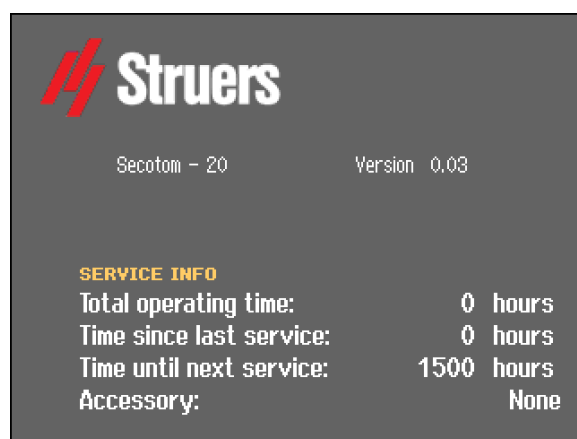 Struers
Secotom - 20 Version 0.03
SERVICE INFO
Total operating time: 0 hours
Time since last service: 0 hours
Time until next service: 1500 hours
Accessory: None